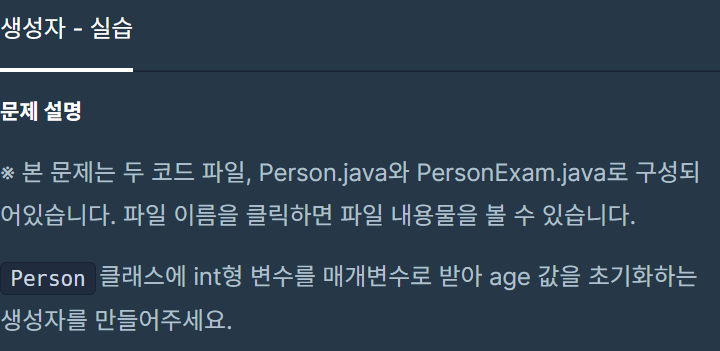 생성자 - 실습
문제 설명
※ 본 문제는 두 코드 파일, Person.java와 PersonExam.java로 구성되
어있습니다. 파일 이름을 클릭하면 파일 내용물을 볼 수 있습니다.
Person 클래스에 int형 변수를 매개변수로 받아 age 값을 초기화하는
생성자를 만들어주세요.